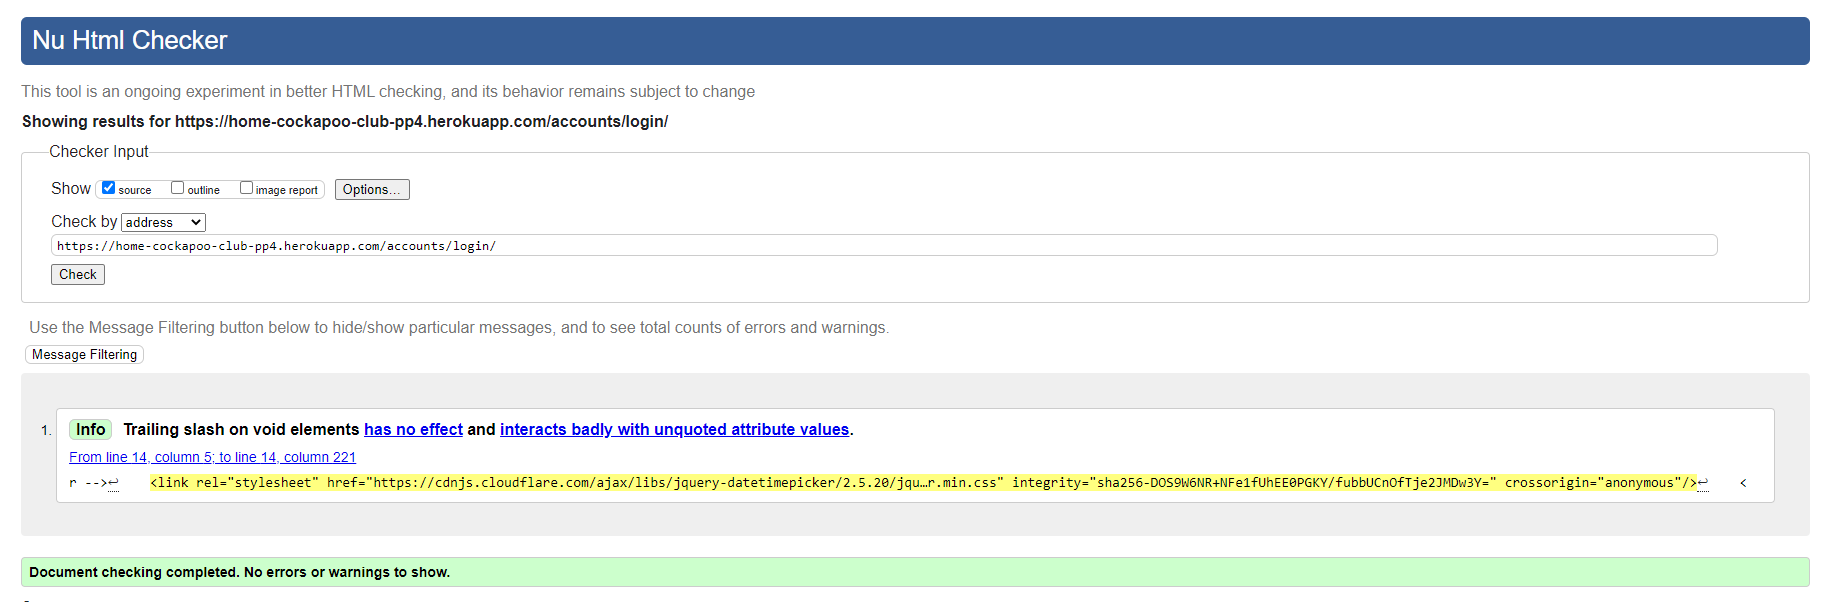 Nu Html Checker
This tool is an ongoing experiment in better HTML checking, and its behavior remains subject to change
Showing results for https://home-cockapoo-club-pp4.herokuapp.com/accounts/login/
Checker Input
Show source outline image report Options...
Check by address
https://home-cockapoo-club-pp4.herokuapp.com/accounts/login/
Check
Use the Message Filtering button below to hide/show particular messages, and to see total counts of errors and warnings.
Message Filtering
1. Info Trailing slash on void elements has no effect and interacts badly with unquoted attribute values.
From line 14, column 5; to line 14, column 221
r -->↩ <link rel="stylesheet" href="https://cdnjs.cloudflare.com/ajax/libs/jquery-datetimepicker/2.5.20/jqu…r.min.css" integrity="sha256-DOS9W6NR+NFe1fUhEE0PGKY/fubbUCnOfTje2JMDw3Y=" crossorigin="anonymous"/>↩ <
Document checking completed. No errors or warnings to show.